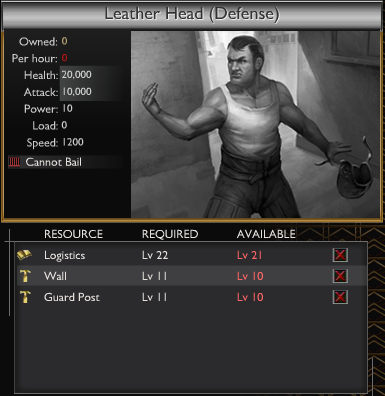 Leather Head (Defense)
Owned: 0
Per hour: 0
Health: 20,000
Attack: 10,000
Power: 10
Load: 0
Speed: 1200
Cannot Bail
RESOURCE REQUIRED AVAILABLE
Logistics Lv 22 Lv 21
Wall Lv 11 Lv 10
Guard Post Lv 11 Lv 10